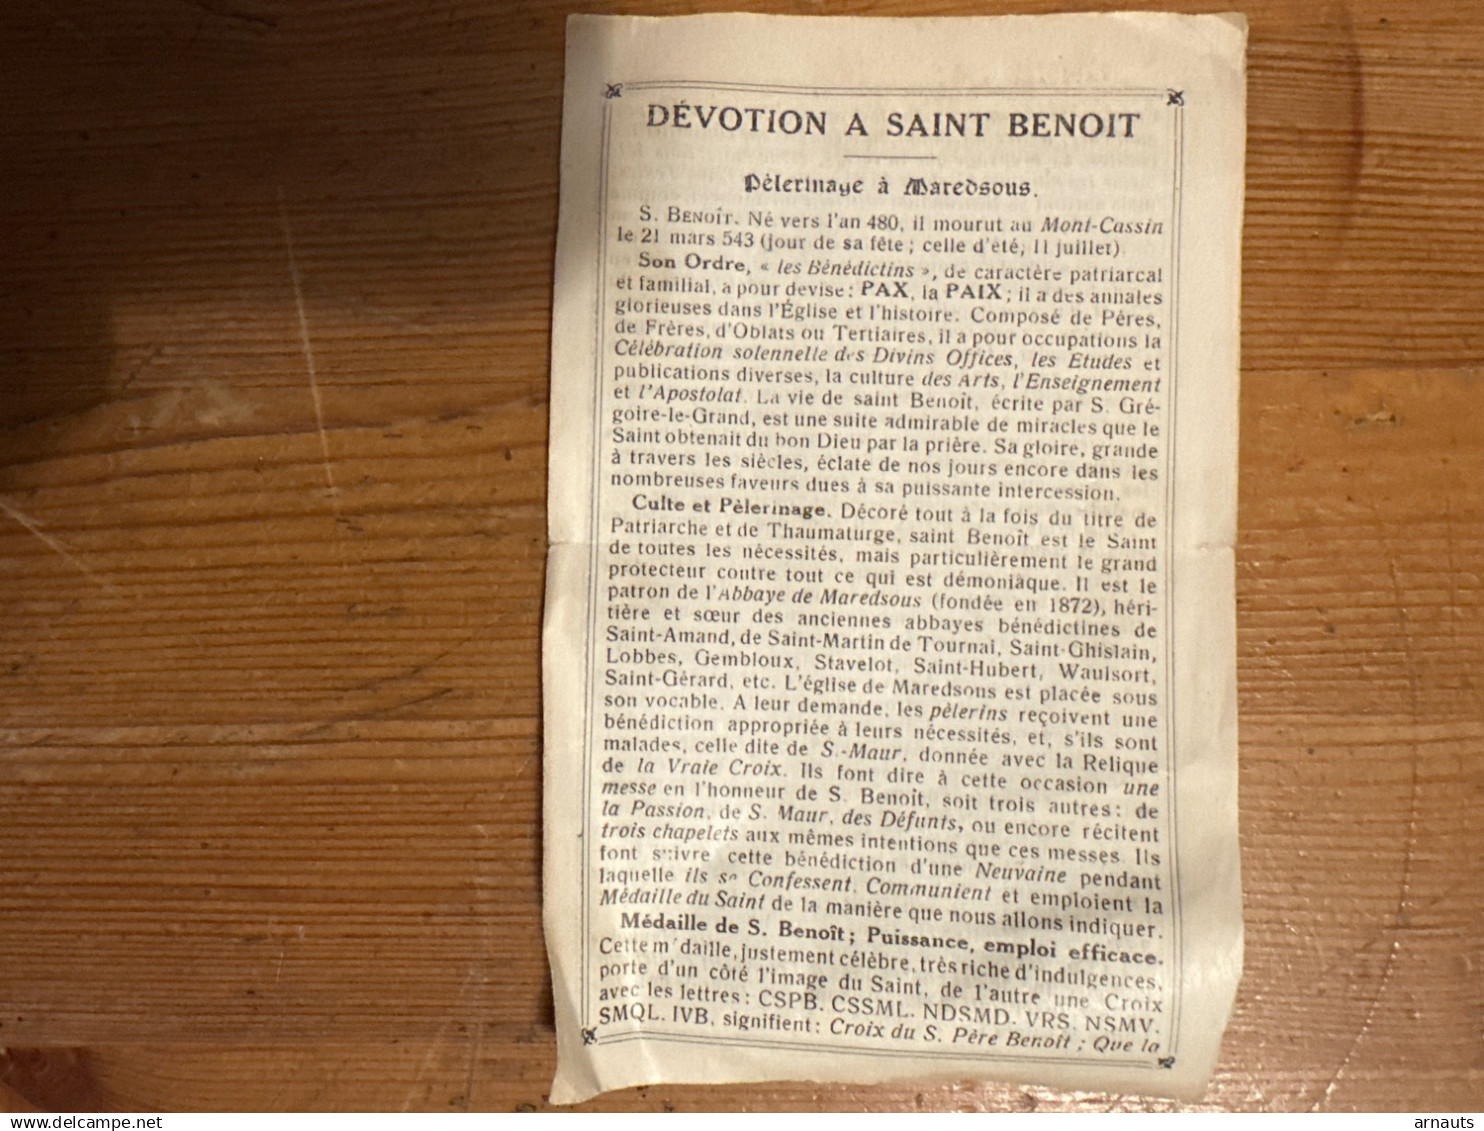 DÉVOTION A SAINT BENOIT
Pèlerinage à Maredsous.
S. BENOÎT. Né vers l'an 480, il mourut au Mont-Cassin
le 21 mars 543 (jour de sa fête ; celle d'été, 11 juillet).
Son Ordre, « les Bénédictins », de caractère patriarcal
et familial, a pour devise : PAX, la PAIX ; il a des annales
glorieuses dans l'Église et l'histoire. Composé de Pères,
de Frères, d'Oblats ou Tertiaires, il a pour occupations la
Célébration solennelle des Divins Offices, les Etudes et
publications diverses, la culture des Arts, l'Enseignement
et l'Apostolat. La vie de saint Benoît, écrite par S. Gré-
goire-le-Grand, est une suite admirable de miracles que le
Saint obtenait du bon Dieu par la prière. Sa gloire, grande
à travers les siècles, éclate de nos jours encore dans les
nombreuses faveurs dues à sa puissante intercession.
Culte et Pèlerinage. Décoré tout à la fois du titre de
Patriarche et de Thaumaturge, saint Benoît est le Saint
de toutes les nécessités, mais particulièrement le grand
protecteur contre tout ce qui est démoniaque. Il est le
patron de l'Abbaye de Maredsous (fondée en 1872), héri-
tière et sœur des anciennes abbayes bénédictines de
Saint-Amand, de Saint-Martin de Tournai, Saint-Ghislain,
Lobbes, Gembloux, Stavelot, Saint-Hubert, Waulsort,
Saint-Gérard, etc. L'église de Maredsous est placée sous
son vocable. A leur demande, les pèlerins reçoivent une
bénédiction appropriée à leurs nécessités, et, s'ils sont
malades, celle dite de S.-Maur, donnée avec la Relique
de la Vraie Croix. Ils font dire à cette occasion une
messe en l'honneur de S. Benoît, soit trois autres : de
la Passion, de S. Maur, des Défunts, ou encore récitent
trois chapelets aux mêmes intentions que ces messes. Ils
font suivre cette bénédiction d'une Neuvaine pendant
laquelle ils se Confessent, Communient et emploient la
Médaille du Saint de la manière que nous allons indiquer.
Médaille de S. Benoît ; Puissance, emploi efficace.
Cette m'daille, justement célèbre, très riche d'indulgences,
porte d'un côté l'image du Saint, de l'autre une Croix
avec les lettres : CSPB. CSSML. NDSMD. VRS. NSMV.
SMQL. IVB, signifient : Croix du S. Père Benoît ; Que la
arnauts